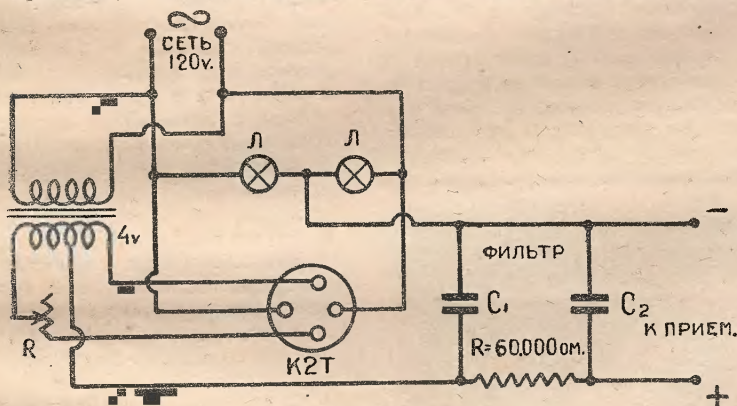 СЕТЬ
120v.
Л Л
4v
ФИЛЬТР
C₁ C₂
К ПРИЕМ.
R
R=60.000 ОМ.
К2Т
−
+